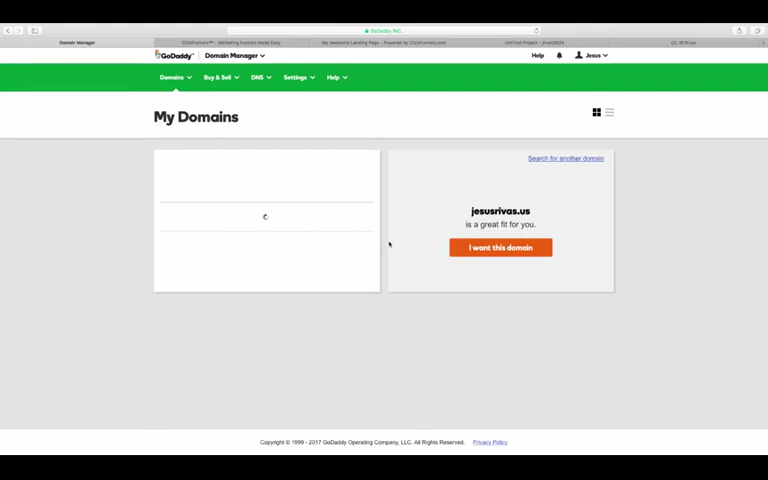 GoDaddy INC.
Domain Manager
ClickFunnels™ - Marketing Funnels Made Easy
My Awesome Landing Page - Powered by ClickFunnels.com
GoDaddy
Domain Manager
Help
Jesus
Domains
Buy & Sell
DNS
Settings
Help
My Domains
Search for another domain
jesusrivas.us
is a great fit for you.
I want this domain
Copyright © 1999 - 2017 GoDaddy Operating Company, LLC. All Rights Reserved. Privacy Policy